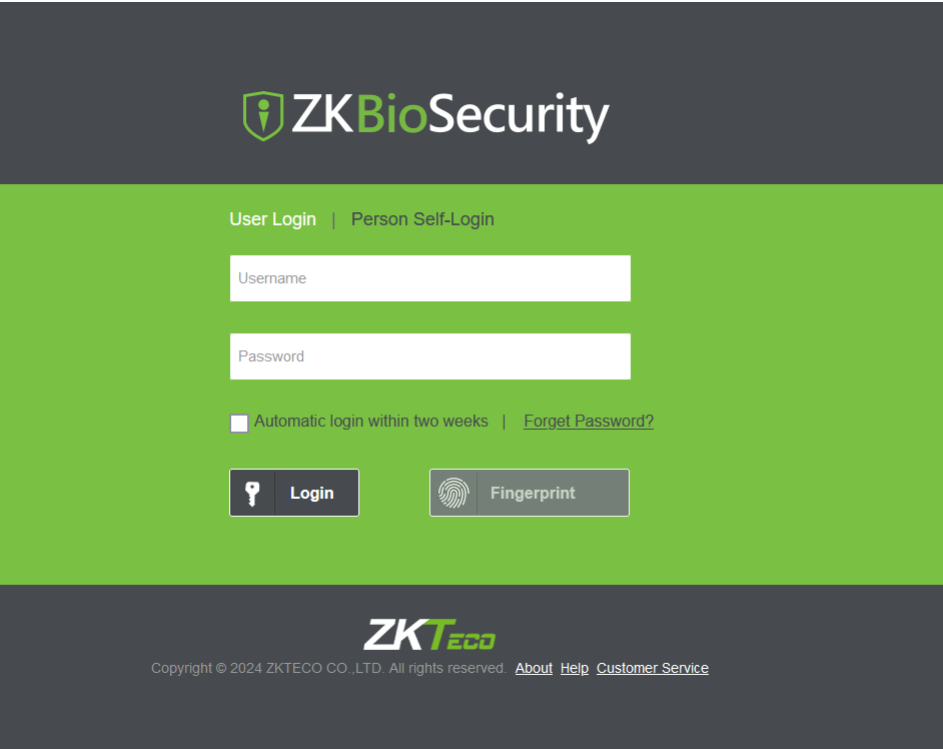 ZKBioSecurity
User Login | Person Self-Login
Username
Password
Automatic login within two weeks | Forget Password?
Login Fingerprint
ZKTECO
Copyright © 2024 ZKTECO CO.,LTD. All rights reserved. About Help Customer Service